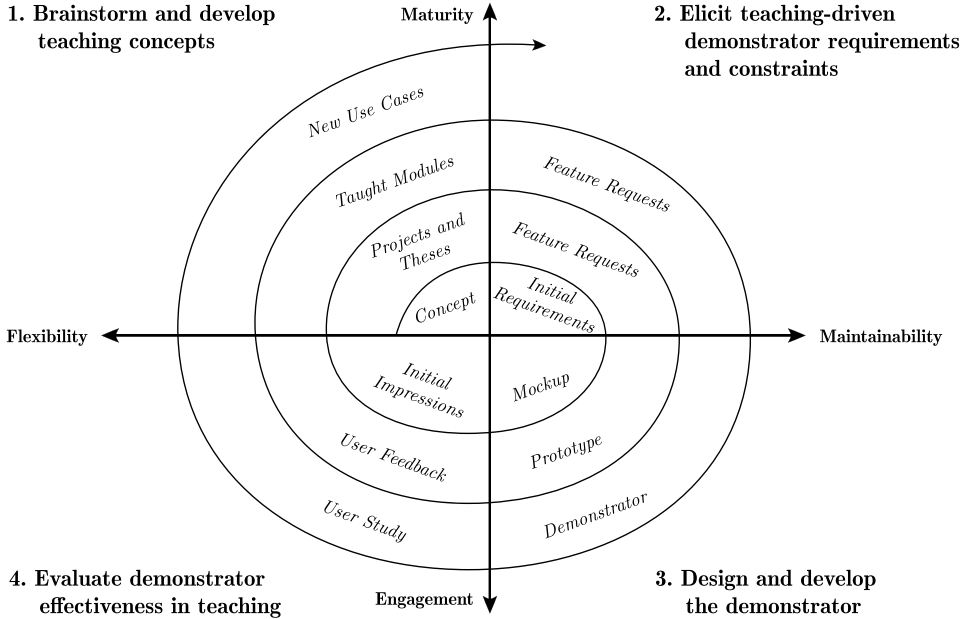 1. Brainstorm and develop
teaching concepts
Maturity
2. Elicit teaching-driven
demonstrator requirements
and constraints
New Use Cases
Taught Modules
Feature Requests
Projects and
Theses
Feature Requests
Concept
Initial
Requirements
Flexibility
Maintainability
Initial
Impressions
Mockup
User Feedback
Prototype
User Study
Demonstrator
4. Evaluate demonstrator
effectiveness in teaching
Engagement
3. Design and develop
the demonstrator